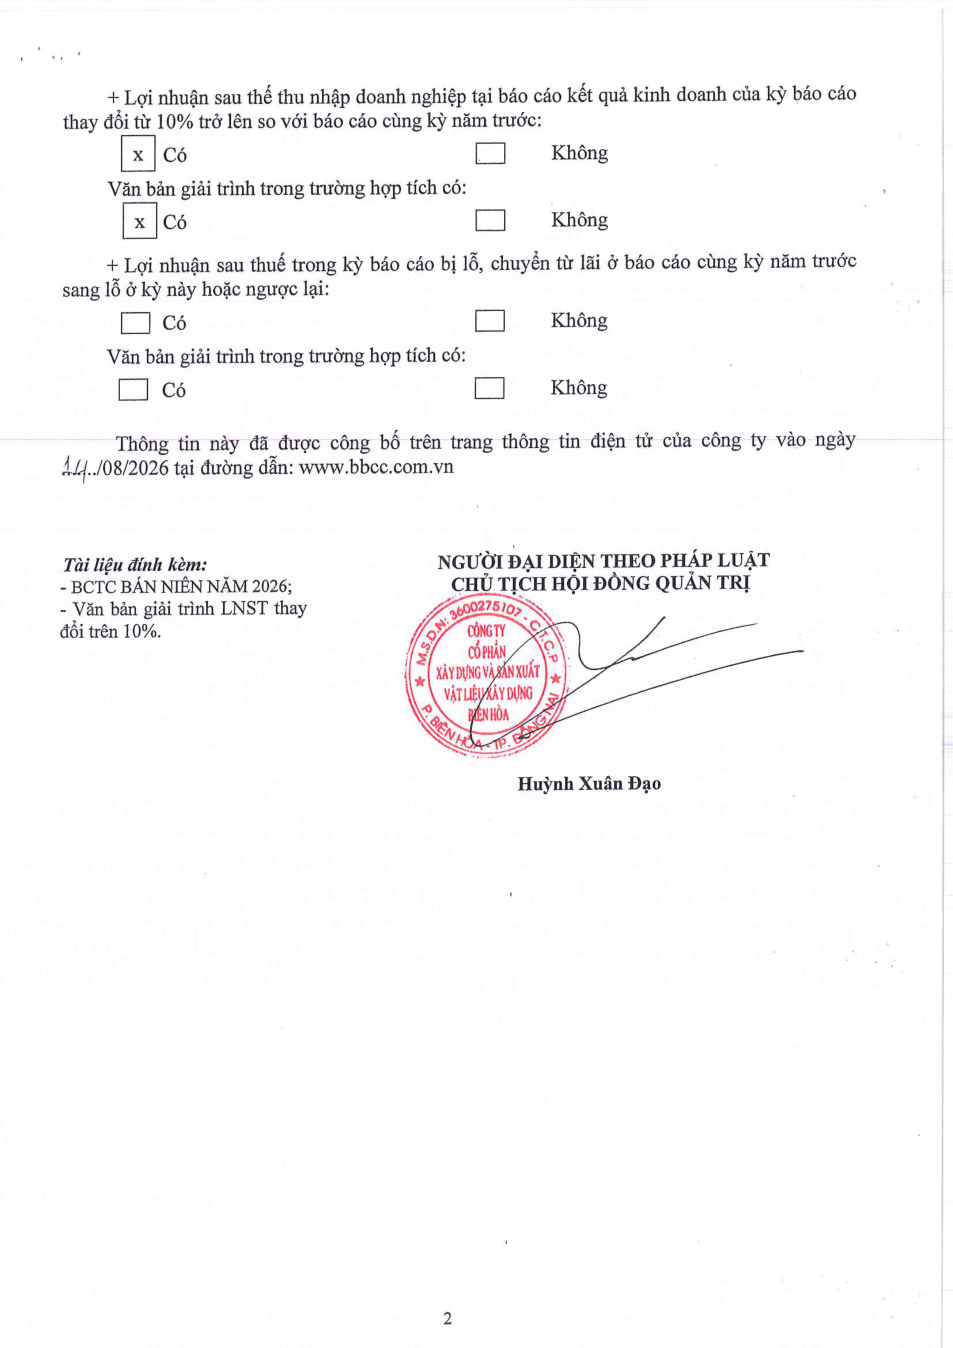 + Lợi nhuận sau thế thu nhập doanh nghiệp tại báo cáo kết quả kinh doanh của kỳ báo cáo
thay đổi từ 10% trở lên so với báo cáo cùng kỳ năm trước:
x Có Không
Văn bản giải trình trong trường hợp tích có:
x Có Không
+ Lợi nhuận sau thuế trong kỳ báo cáo bị lỗ, chuyển từ lãi ở báo cáo cùng kỳ năm trước
sang lỗ ở kỳ này hoặc ngược lại:
Có Không
Văn bản giải trình trong trường hợp tích có:
Có Không
Thông tin này đã được công bố trên trang thông tin điện tử của công ty vào ngày
14../08/2026 tại đường dẫn: www.bbcc.com.vn
Tài liệu đính kèm:
- BCTC BÁN NIÊN NĂM 2026;
- Văn bản giải trình LNST thay
đổi trên 10%.
NGƯỜI ĐẠI DIỆN THEO PHÁP LUẬT
CHỦ TỊCH HỘI ĐỒNG QUẢN TRỊ
M.S.D.N: 3600275107 - C.T.C.P
CÔNG TY
CỔ PHẦN
XÂY DỰNG VÀ SẢN XUẤT
VẬT LIỆU XÂY DỰNG
BIÊN HÒA
P. BIÊN HÒA - TP. ĐỒNG NAI
Huỳnh Xuân Đạo
2